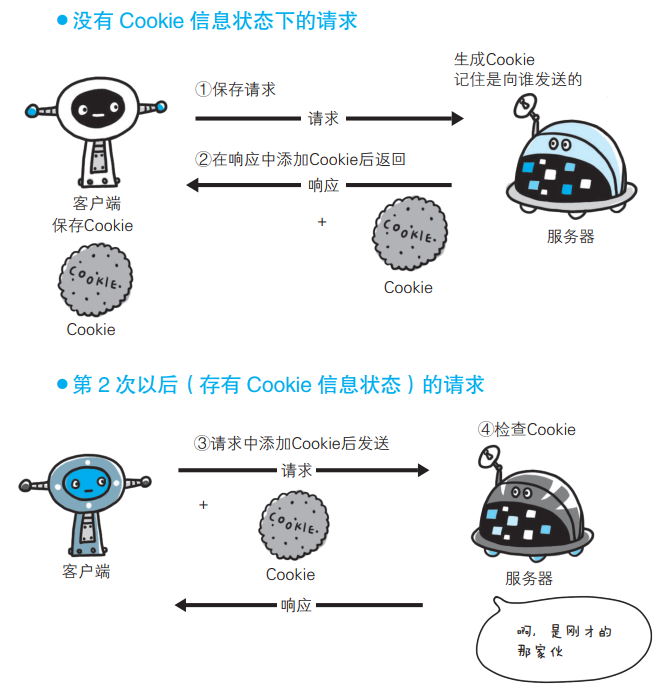 ●没有 Cookie 信息状态下的请求
生成Cookie
记住是向谁发送的
①保存请求
请求
②在响应中添加Cookie后返回
响应
+
客户端
保存Cookie
COOKIE.
Cookie
COOKIE.
Cookie
服务器
●第 2 次以后（存有 Cookie 信息状态）的请求
③请求中添加Cookie后发送
④检查Cookie
请求
+
COOKIE.
Cookie
客户端
服务器
响应
啊，是刚才的
那家伙